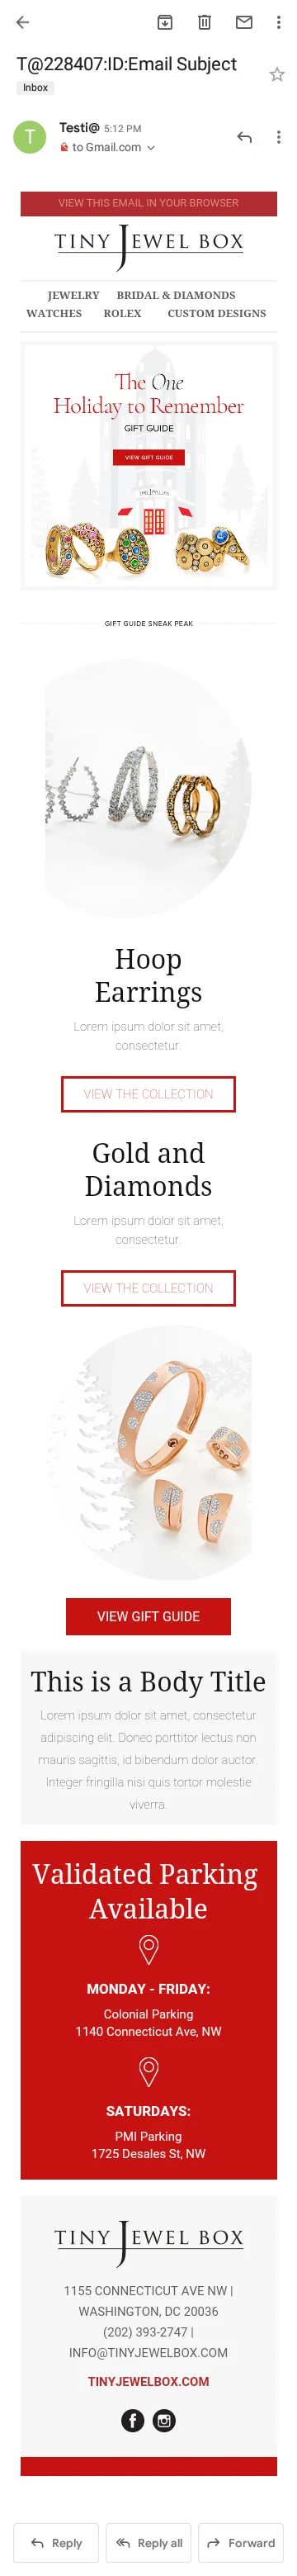 T@228407:ID:Email Subject
Inbox
T
Testi@ 5:12 PM
to Gmail.com
VIEW THIS EMAIL IN YOUR BROWSER
TINY JEWEL BOX
JEWELRY BRIDAL & DIAMONDS
WATCHES ROLEX CUSTOM DESIGNS
The One
Holiday to Remember
GIFT GUIDE
VIEW GIFT GUIDE
GIFT GUIDE SNEAK PEAK
Hoop
Earrings
Lorem ipsum dolor sit amet,
consectetur.
VIEW THE COLLECTION
Gold and
Diamonds
Lorem ipsum dolor sit amet,
consectetur.
VIEW THE COLLECTION
VIEW GIFT GUIDE
This is a Body Title
Lorem ipsum dolor sit amet, consectetur
adipiscing elit. Donec porttitor lectus non
mauris sagittis, id bibendum dolor auctor.
Integer fringilla nisi quis tortor molestie
viverra.
Validated Parking
Available
MONDAY - FRIDAY:
Colonial Parking
1140 Connecticut Ave, NW
SATURDAYS:
PMI Parking
1725 Desales St, NW
TINY JEWEL BOX
1155 CONNECTICUT AVE NW |
WASHINGTON, DC 20036
(202) 393-2747 |
INFO@TINYJEWELBOX.COM
TINYJEWELBOX.COM
Reply Reply all Forward